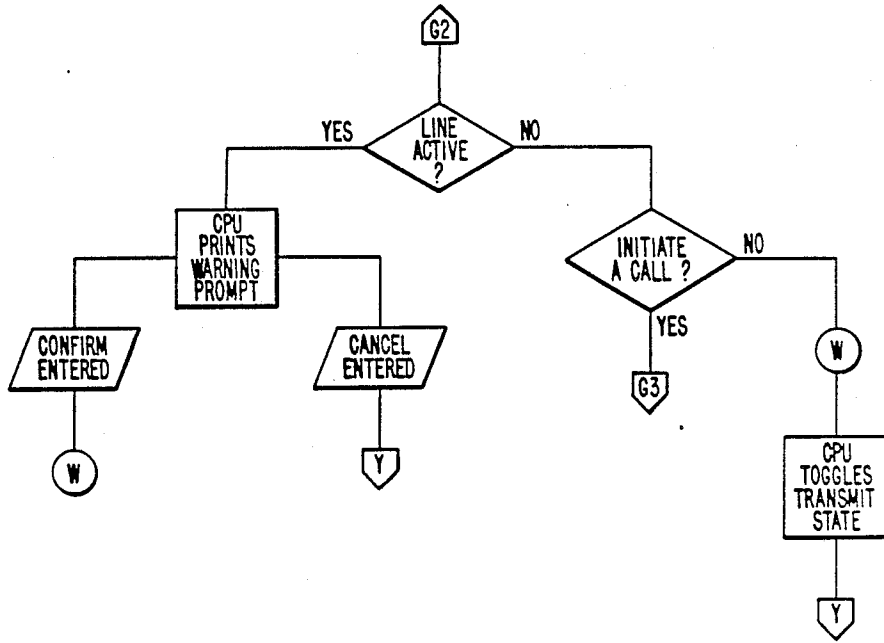 G2
YES
LINE
ACTIVE
?
NO
CPU
PRINTS
WARNING
PROMPT
INITIATE
A CALL ?
NO
YES
CONFIRM
ENTERED
CANCEL
ENTERED
W
G3
W
Y
CPU
TOGGLES
TRANSMIT
STATE
Y